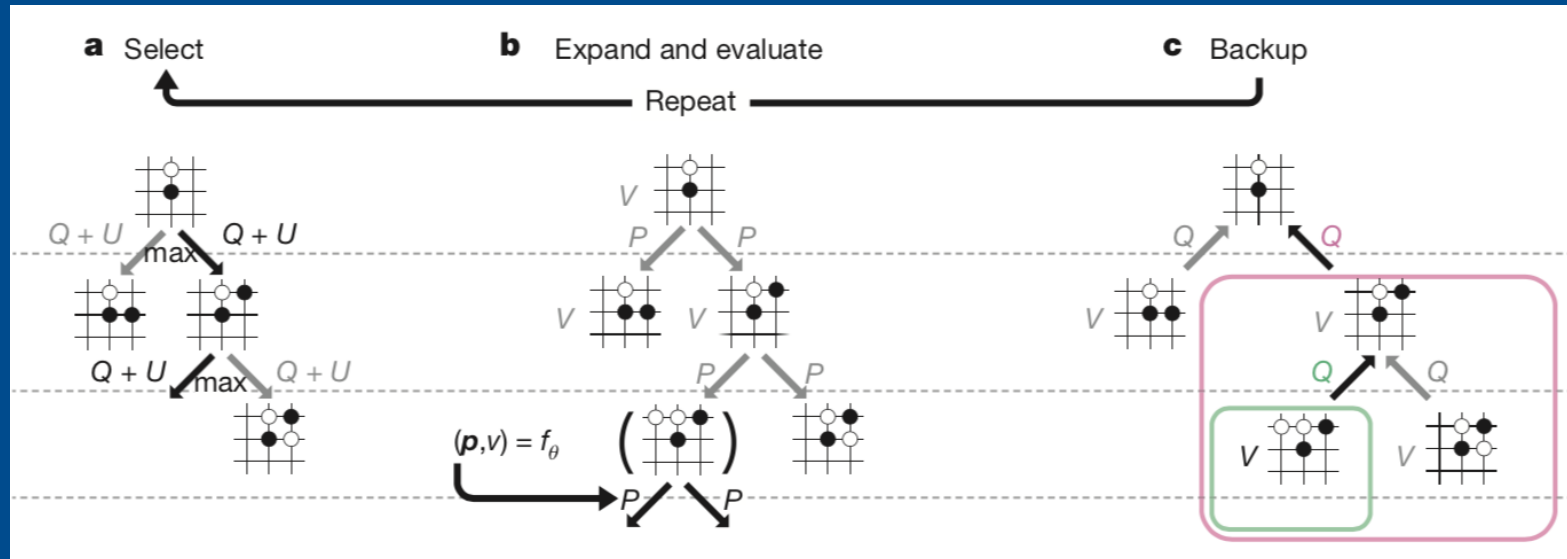 a Select
b Expand and evaluate
c Backup
Repeat
Q + U
max
Q + U
Q + U
max
Q + U
V
P
P
V
V
P
P
(p,v) = fθ
P
P
Q
Q
V
V
Q
Q
V
V